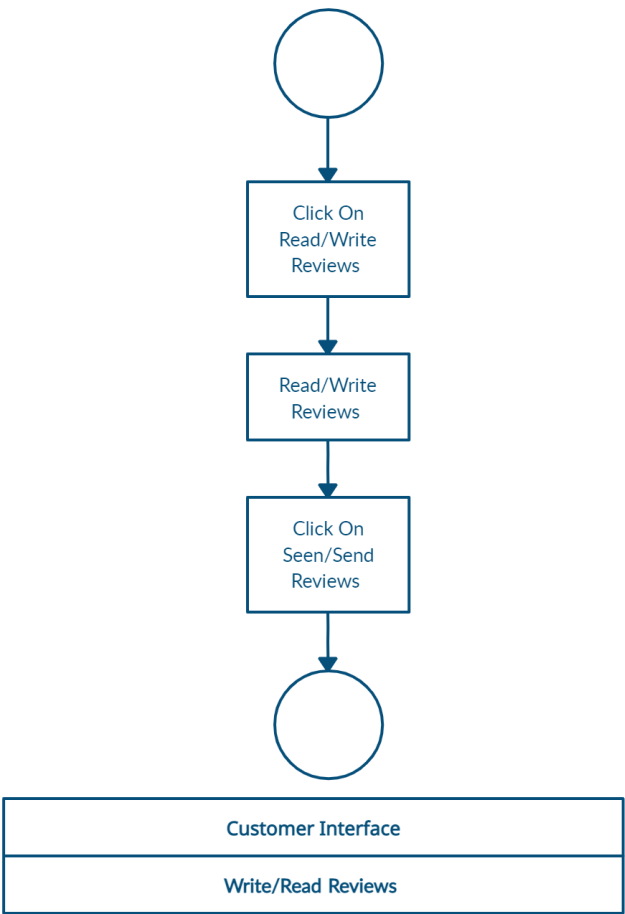 Click On
Read/Write
Reviews
Read/Write
Reviews
Click On
Seen/Send
Reviews
Customer Interface
Write/Read Reviews